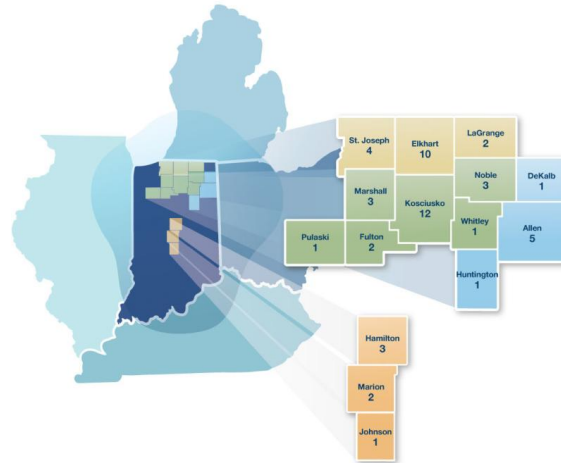 St. Joseph
4
Elkhart
10
LaGrange
2
Marshall
3
Kosciusko
12
Noble
3
DeKalb
1
Whitley
1
Allen
5
Pulaski
1
Fulton
2
Huntington
1
Hamilton
3
Marion
2
Johnson
1